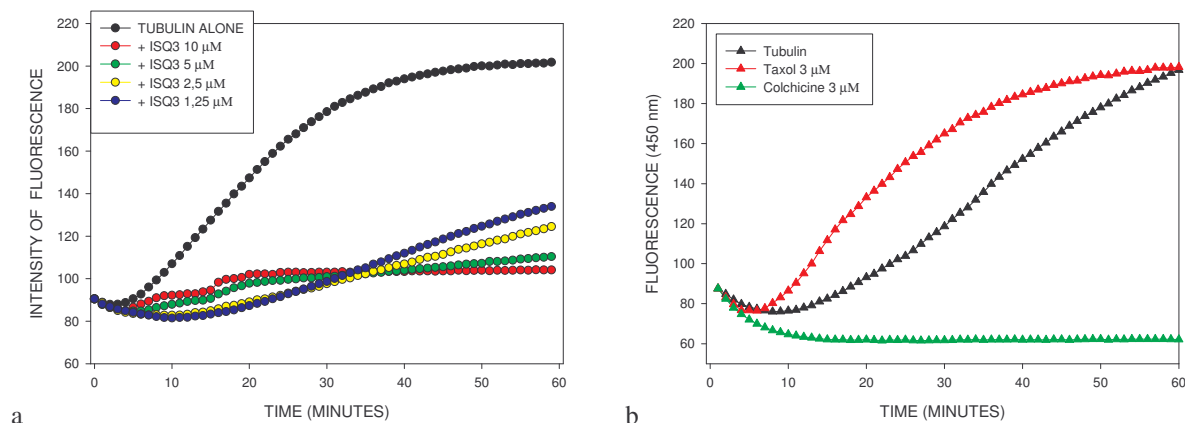 220
200
180
160
140
120
100
80
60
INTENSITY OF FLUORESCENCE
TUBULIN ALONE
+ ISQ3 10 µM
+ ISQ3 5 µM
+ ISQ3 2,5 µM
+ ISQ3 1,25 µM
0 10 20 30 40 50 60
TIME (MINUTES)
a
220
200
180
160
140
120
100
80
60
FLUORESCENCE (450 nm)
Tubulin
Taxol 3 µM
Colchicine 3 µM
0 10 20 30 40 50 60
TIME (MINUTES)
b